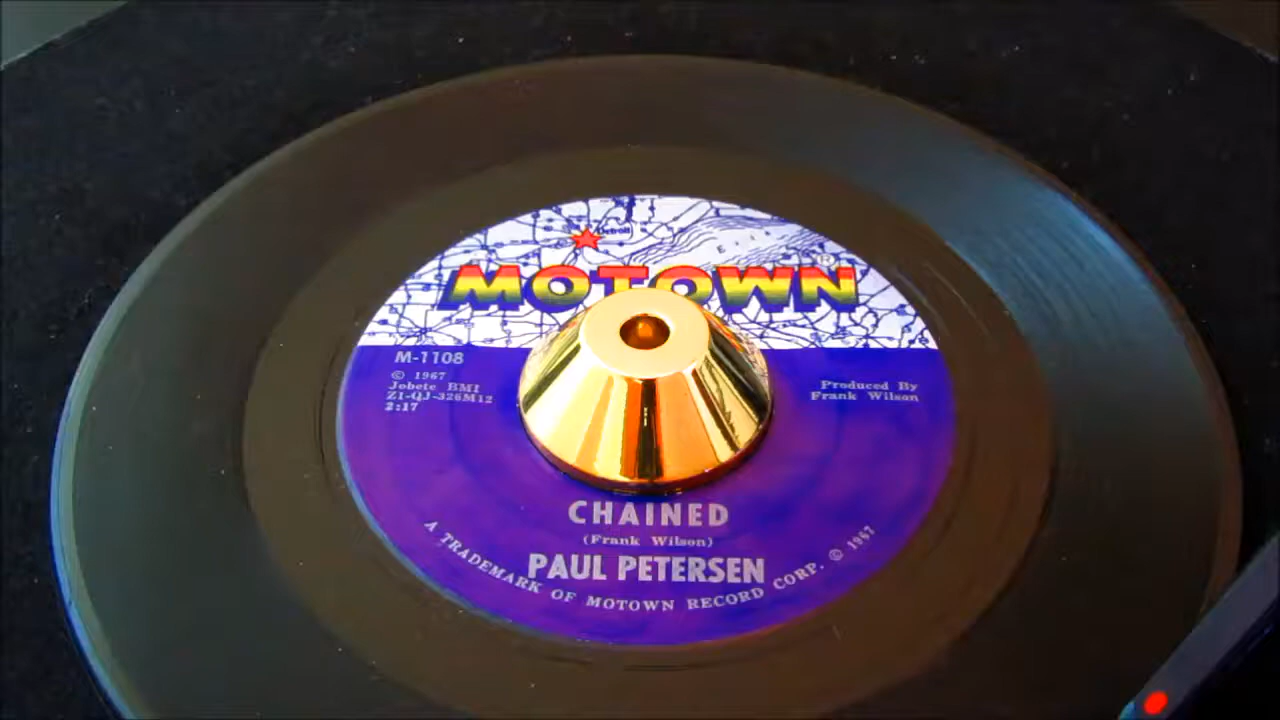 Detroit
MOTOWN
M-1108
© 1967
Jobete BMI
Z1-QJ-326M12
2:17
Produced By
Frank Wilson
CHAINED
(Frank Wilson)
PAUL PETERSEN
A TRADEMARK OF MOTOWN RECORD CORP. © 1967